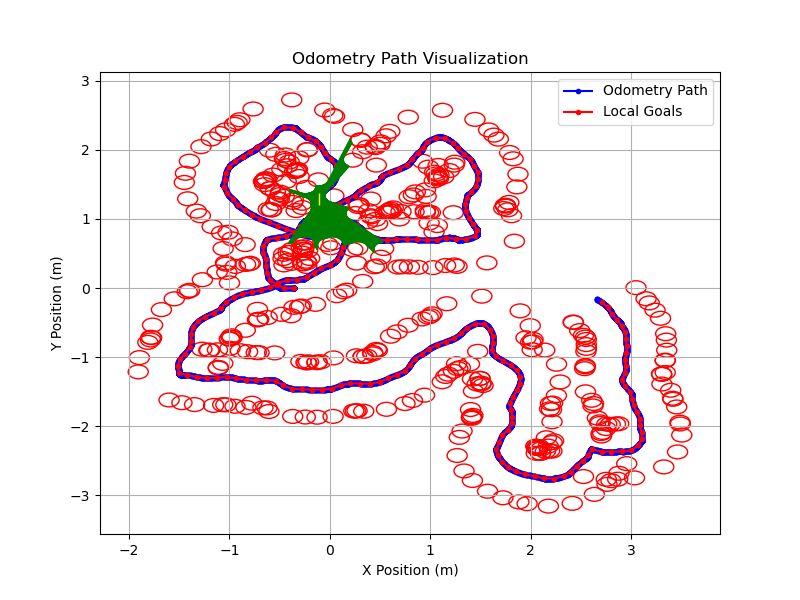 Odometry Path Visualization
Odometry Path
Local Goals
3
2
1
0
−1
−2
−3
Y Position (m)
−2 −1 0 1 2 3
X Position (m)